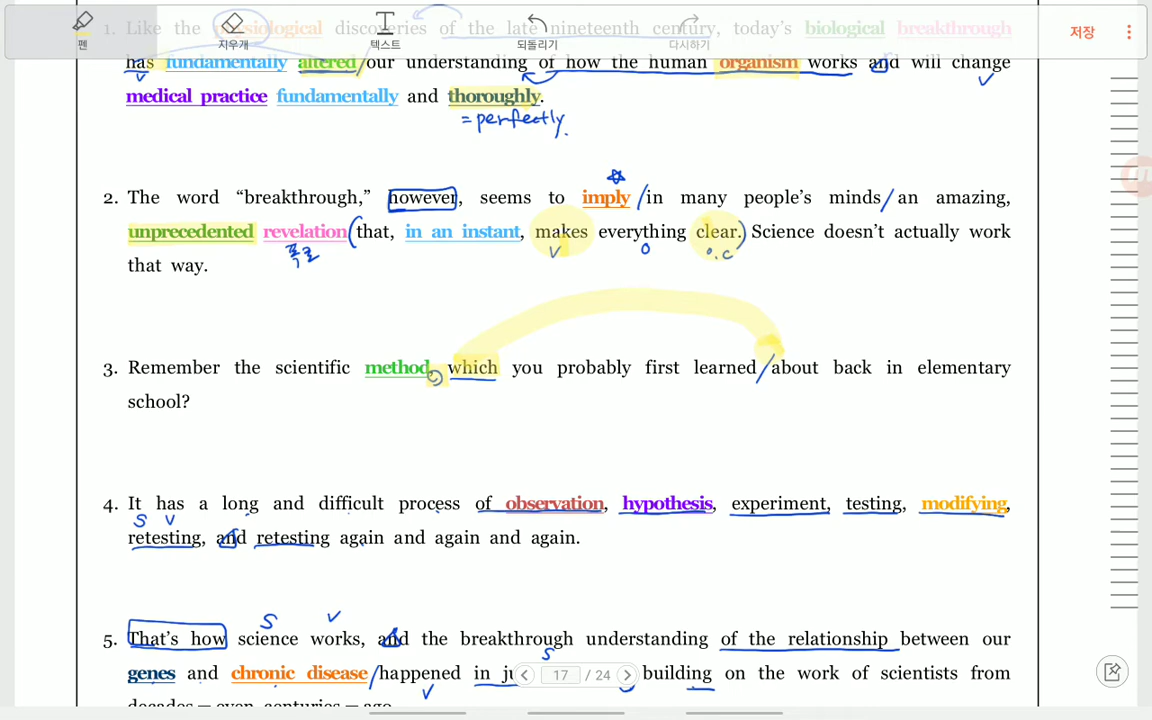 펜
지우개
텍스트
되돌리기
다시하기
저장
1. Like the physiological discoveries of the late nineteenth century, today's biological breakthrough
has fundamentally altered/our understanding of how the human organism works and will change
V V
medical practice fundamentally and thoroughly.
= perfectly.
2. The word “breakthrough,” however, seems to imply/in many people's minds/an amazing,
unprecedented revelation(that, in an instant, makes everything clear.) Science doesn't actually work
폭로 V O o.c
that way.
3. Remember the scientific method, which you probably first learned/about back in elementary
school?
4. It has a long and difficult process of observation, hypothesis, experiment, testing, modifying,
S V
retesting, and retesting again and again and again.
S V
5. That's how science works, and the breakthrough understanding of the relationship between our
S
genes and chronic disease/happened in building on the work of scientists from
V
17 / 24